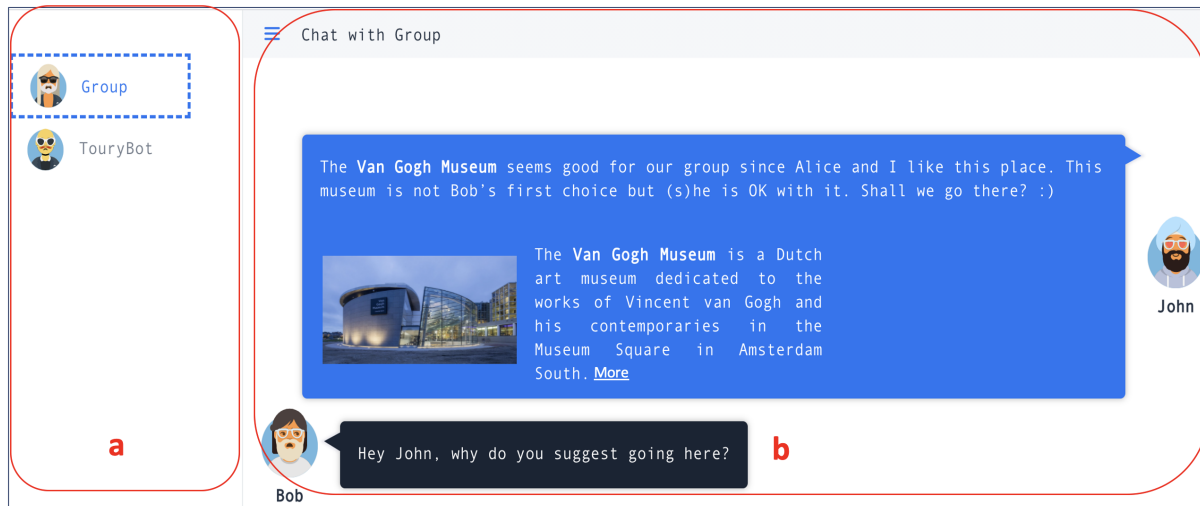 Chat with Group
Group
TouryBot
The Van Gogh Museum seems good for our group since Alice and I like this place. This
museum is not Bob's first choice but (s)he is OK with it. Shall we go there? :)
The Van Gogh Museum is a Dutch
art museum dedicated to the
works of Vincent van Gogh and
his contemporaries in the
Museum Square in Amsterdam
South. More
John
Hey John, why do you suggest going here?
Bob
a
b